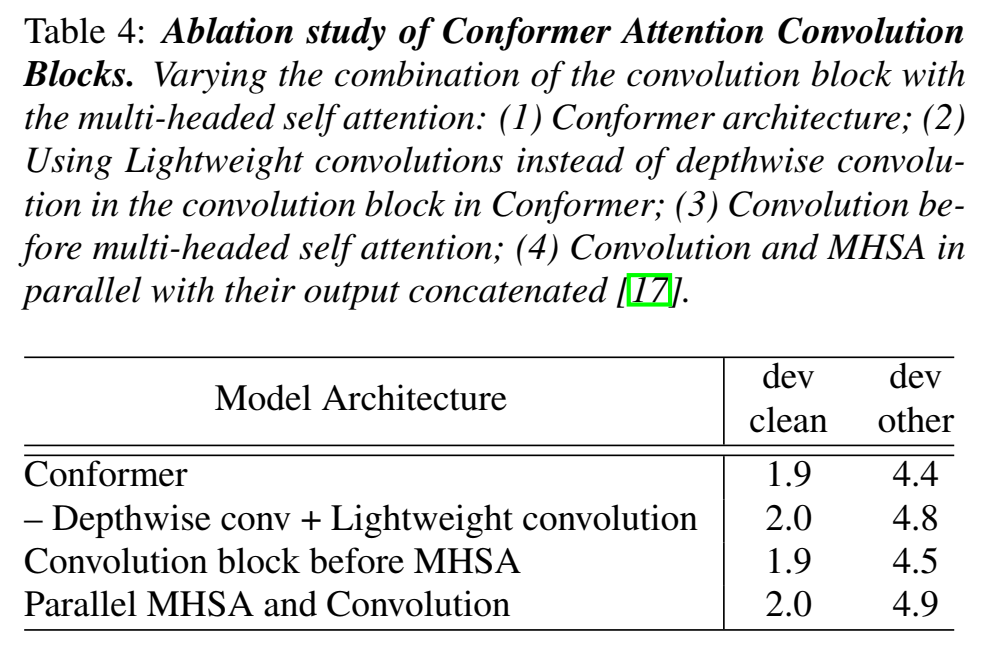 Table 4: Ablation study of Conformer Attention Convolution
Blocks. Varying the combination of the convolution block with
the multi-headed self attention: (1) Conformer architecture; (2)
Using Lightweight convolutions instead of depthwise convolu-
tion in the convolution block in Conformer; (3) Convolution be-
fore multi-headed self attention; (4) Convolution and MHSA in
parallel with their output concatenated [17].
Model Architecture dev clean dev other
Conformer 1.9 4.4
– Depthwise conv + Lightweight convolution 2.0 4.8
Convolution block before MHSA 1.9 4.5
Parallel MHSA and Convolution 2.0 4.9